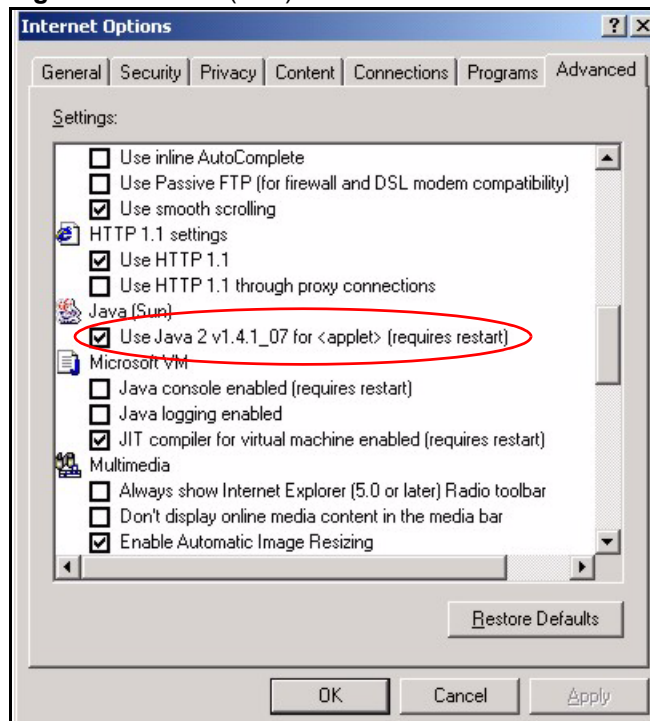 Internet Options
General Security Privacy Content Connections Programs Advanced
Settings:
Use inline AutoComplete
Use Passive FTP (for firewall and DSL modem compatibility)
Use smooth scrolling
HTTP 1.1 settings
Use HTTP 1.1
Use HTTP 1.1 through proxy connections
Java (Sun)
Use Java 2 v1.4.1_07 for <applet> (requires restart)
Microsoft VM
Java console enabled (requires restart)
Java logging enabled
JIT compiler for virtual machine enabled (requires restart)
Multimedia
Always show Internet Explorer (5.0 or later) Radio toolbar
Don't display online media content in the media bar
Enable Automatic Image Resizing
Restore Defaults
OK Cancel Apply